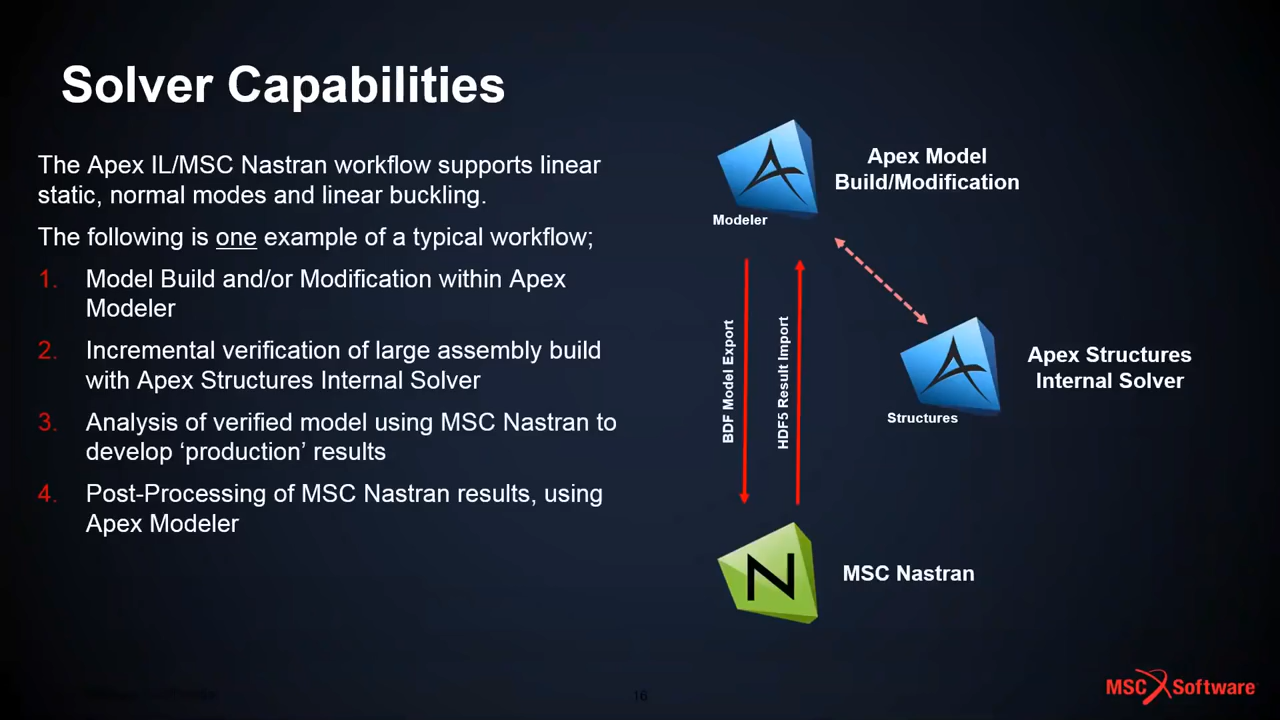 Solver Capabilities
The Apex IL/MSC Nastran workflow supports linear
static, normal modes and linear buckling.
The following is one example of a typical workflow;
1. Model Build and/or Modification within Apex
Modeler
2. Incremental verification of large assembly build
with Apex Structures Internal Solver
3. Analysis of verified model using MSC Nastran to
develop ‘production’ results
4. Post-Processing of MSC Nastran results, using
Apex Modeler
Apex Model
Build/Modification
Modeler
BDF Model Export
HDF5 Result Import
Apex Structures
Internal Solver
Structures
N
MSC Nastran
16
MSC Software